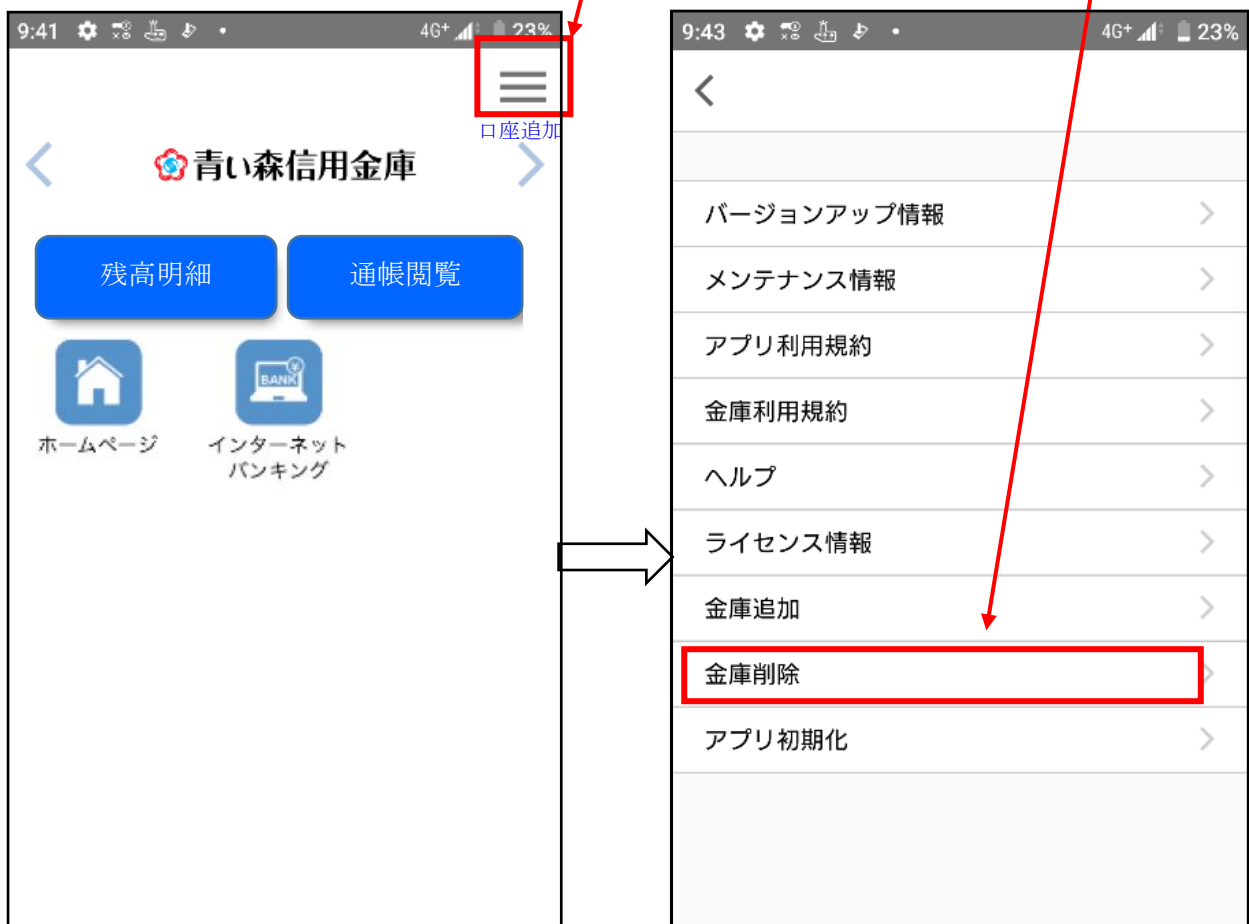 9:41
4G+
23%
口座追加
青い森信用金庫
残高明細
通帳閲覧
BANK
ホームページ
インターネット
バンキング
9:43
4G+
23%
バージョンアップ情報
メンテナンス情報
アプリ利用規約
金庫利用規約
ヘルプ
ライセンス情報
金庫追加
金庫削除
アプリ初期化